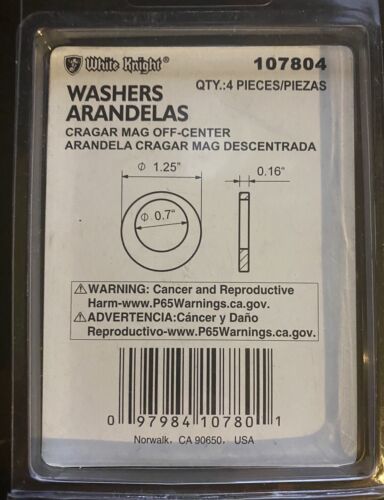 White Knight®
107804
WASHERS
QTY.:4 PIECES/PIEZAS
ARANDELAS
CRAGAR MAG OFF-CENTER
ARANDELA CRAGAR MAG DESCENTRADA
Φ 1.25"
0.16"
Φ 0.7"
⚠WARNING: Cancer and Reproductive
Harm-www.P65Warnings.ca.gov.
⚠ADVERTENCIA:Cáncer y Daño
Reproductivo-www.P65Warnings.ca.gov.
0 97984 10780 1
Norwalk, CA 90650, USA